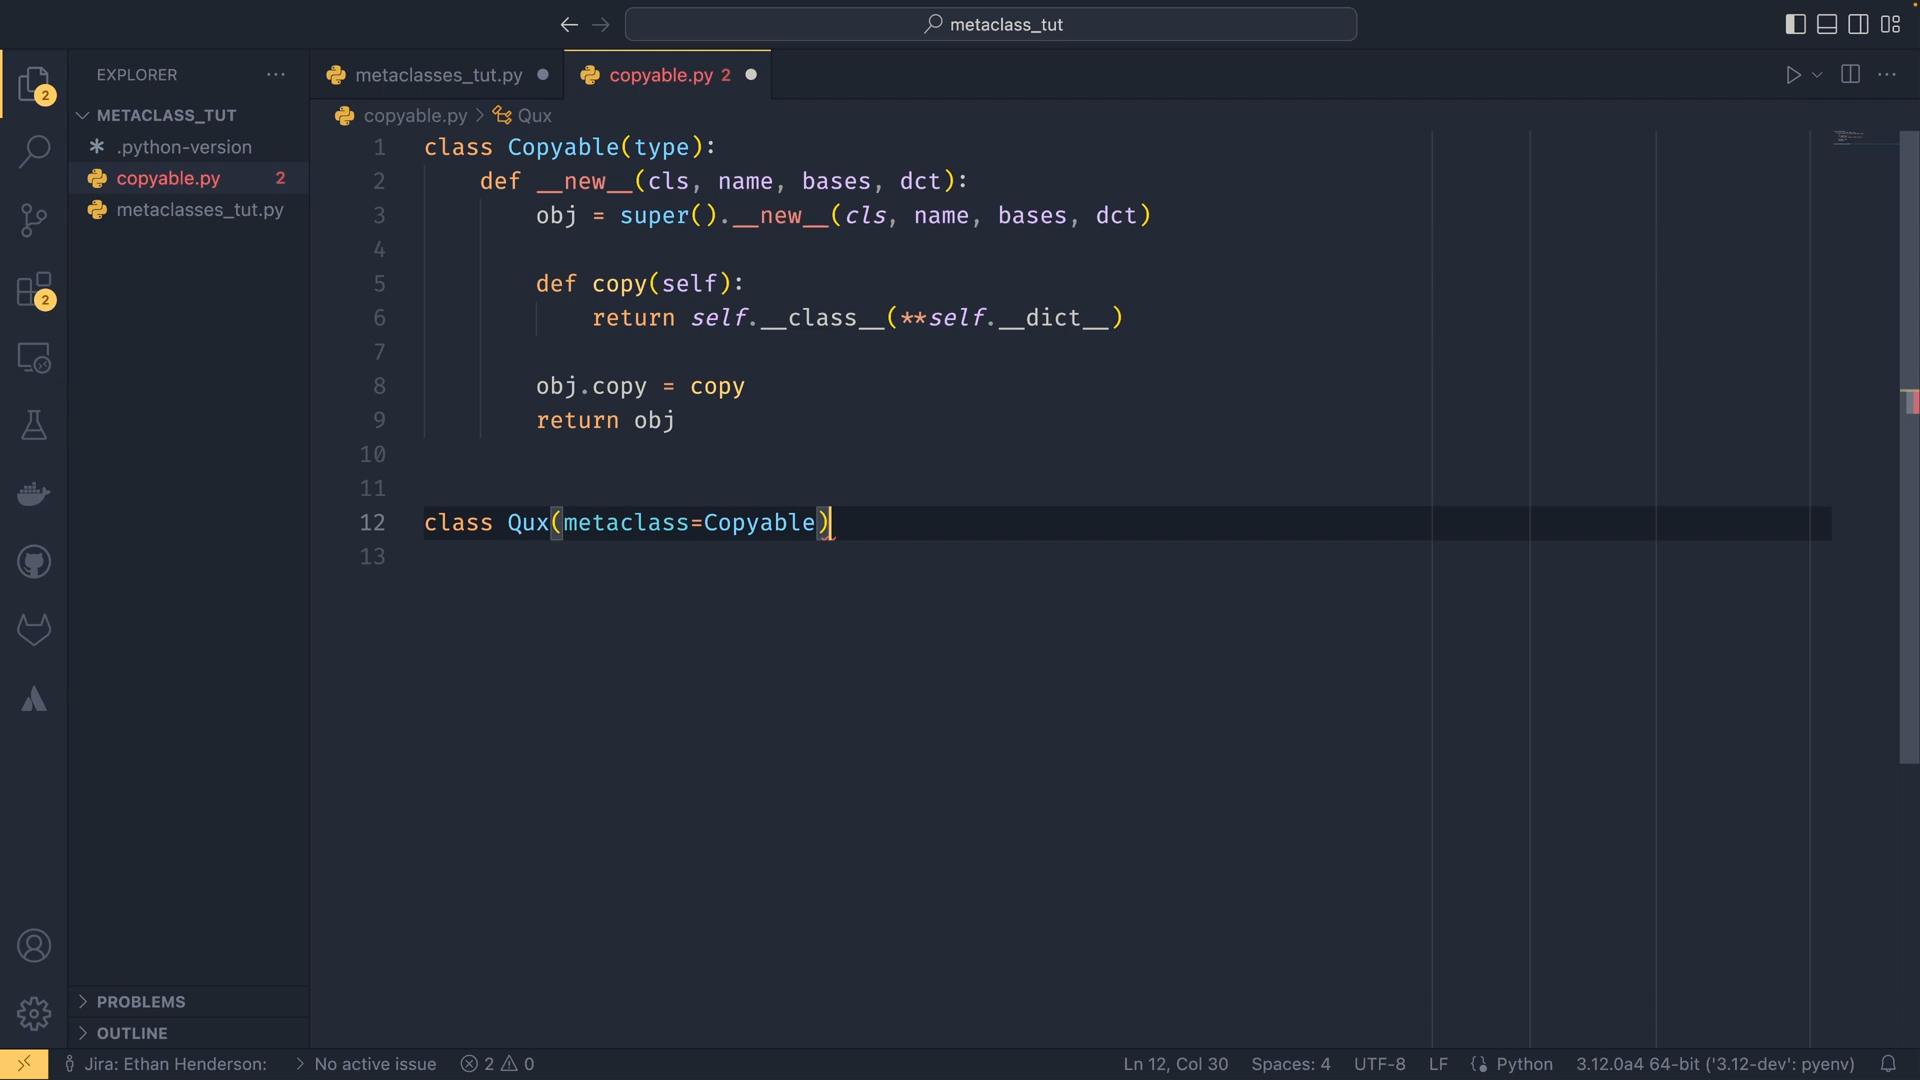 metaclass_tut
EXPLORER
metaclasses_tut.py
copyable.py 2
METACLASS_TUT
.python-version
copyable.py 2
metaclasses_tut.py
2
2
copyable.py > Qux
1 class Copyable(type):
2     def __new__(cls, name, bases, dct):
3         obj = super().__new__(cls, name, bases, dct)
4
5         def copy(self):
6             return self.__class__(**self.__dict__)
7
8         obj.copy = copy
9         return obj
10
11
12 class Qux(metaclass=Copyable)
13
PROBLEMS
OUTLINE
Jira: Ethan Henderson: > No active issue 2 0 Ln 12, Col 30 Spaces: 4 UTF-8 LF Python 3.12.0a4 64-bit ('3.12-dev': pyenv)